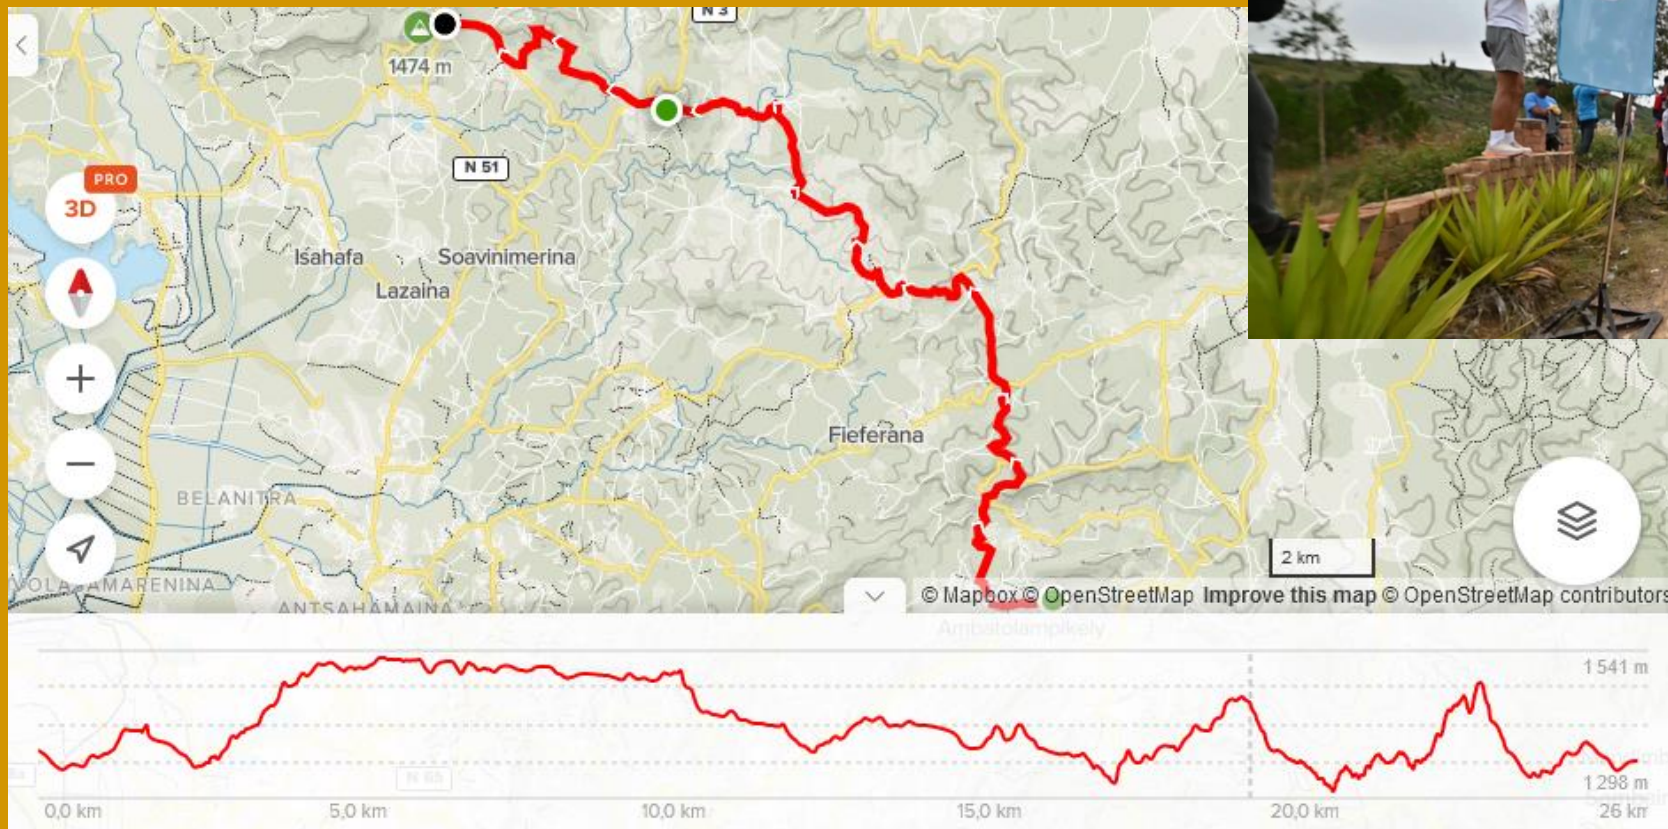 N 3
1474 m
PRO
3D
N 51
Isahafa
Soavinimerina
Lazaina
Fieferana
BELANITRA
2 km
ANTSAHAMAINA
© Mapbox © OpenStreetMap Improve this map © OpenStreetMap contributors
Ambatolampikely
1 541 m
1 298 m
0,0 km 5,0 km 10,0 km 15,0 km 20,0 km 26 km